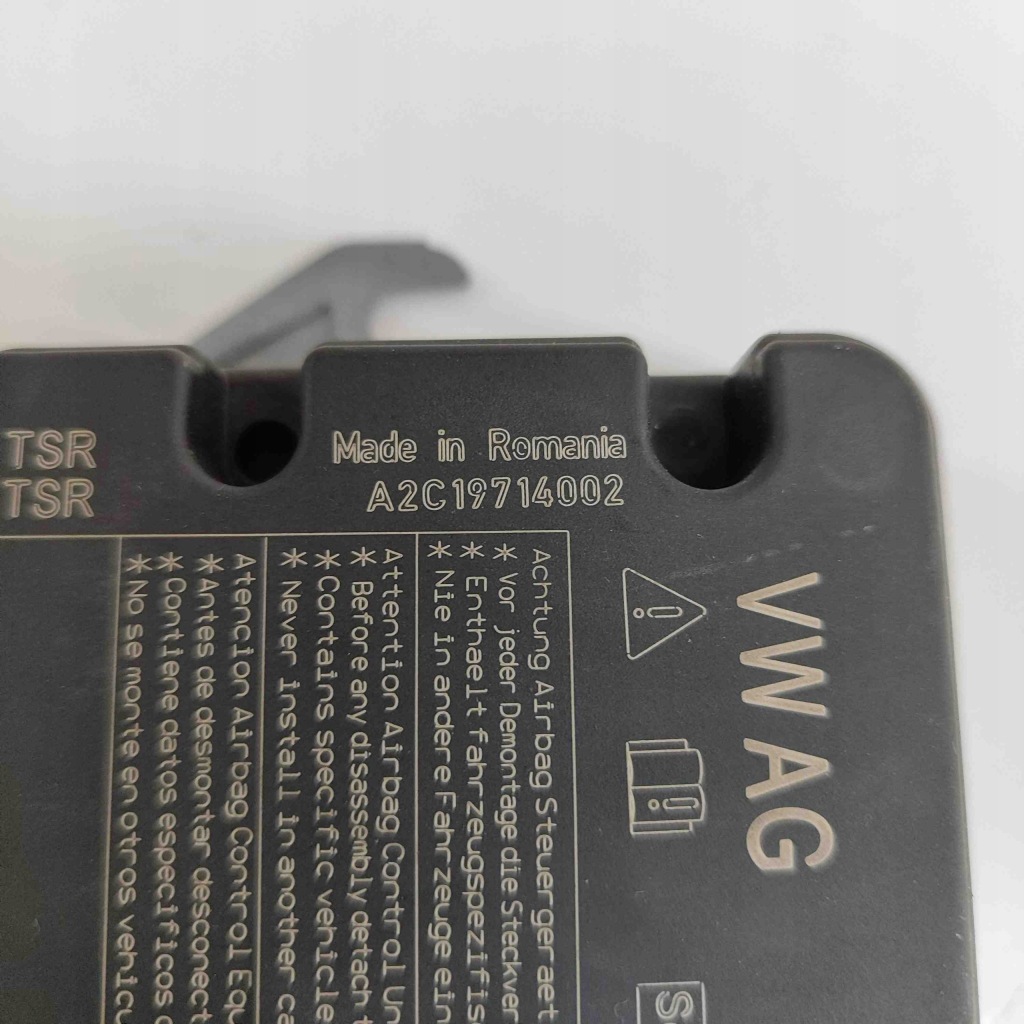 TSR
TSR
Made in Romania
A2C19714002
VW AG
Achtung Airbag Steuergeraet
* Vor jeder Demontage die Steckver
* Enthaelt fahrzeugspezifis
* Nie in andere Fahrzeuge ein
Attention Airbag Control Un
* Before any disassembly detach t
* Contains specific vehicle
* Never install in another ca
Atencion Airbag Control Equ
* Antes de desmontar desconect
* Contiene datos especificos
* No se monte en otros vehicu